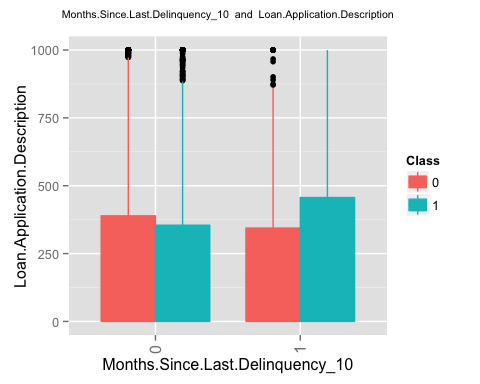 Months.Since.Last.Delinquency_10 and Loan.Application.Description
1000
750
500
250
0
Loan.Application.Description
0
1
Months.Since.Last.Delinquency_10
Class
0
1